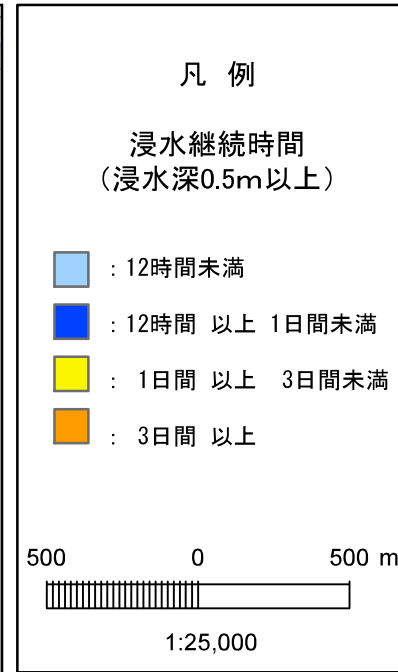 凡 例
浸水継続時間
(浸水深0.5m以上)
: 12時間未満
: 12時間 以上 1日間未満
: 1日間 以上 3日間未満
: 3日間 以上
500 0 500 m
1:25,000